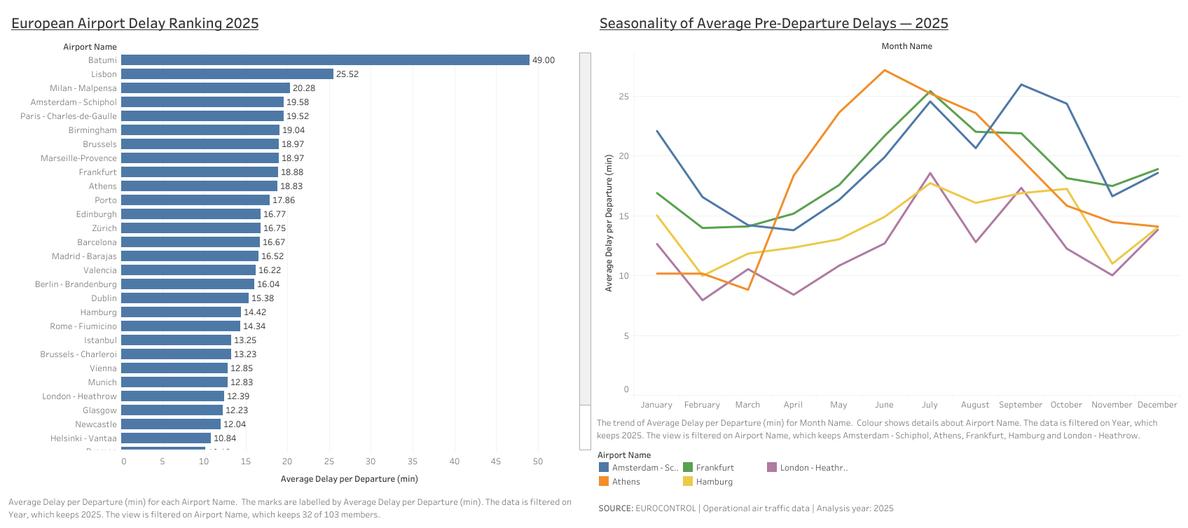 European Airport Delay Ranking 2025
Airport Name
Batumi 49.00
Lisbon 25.52
Milan - Malpensa 20.28
Amsterdam - Schiphol 19.58
Paris - Charles-de-Gaulle 19.52
Birmingham 19.04
Brussels 18.97
Marseille-Provence 18.97
Frankfurt 18.88
Athens 18.83
Porto 17.86
Edinburgh 16.77
Zürich 16.75
Barcelona 16.67
Madrid - Barajas 16.52
Valencia 16.22
Berlin - Brandenburg 16.04
Dublin 15.38
Hamburg 14.42
Rome - Fiumicino 14.34
Istanbul 13.25
Brussels - Charleroi 13.23
Vienna 12.85
Munich 12.83
London - Heathrow 12.39
Glasgow 12.23
Newcastle 12.04
Helsinki - Vantaa 10.84
0 5 10 15 20 25 30 35 40 45 50
Average Delay per Departure (min)
Average Delay per Departure (min) for each Airport Name. The marks are labelled by Average Delay per Departure (min). The data is filtered on
Year, which keeps 2025. The view is filtered on Airport Name, which keeps 32 of 103 members.
Seasonality of Average Pre-Departure Delays — 2025
Month Name
Average Delay per Departure (min)
25
20
15
10
5
0
January February March April May June July August September October November December
The trend of Average Delay per Departure (min) for Month Name. Colour shows details about Airport Name. The data is filtered on Year, which
keeps 2025. The view is filtered on Airport Name, which keeps Amsterdam - Schiphol, Athens, Frankfurt, Hamburg and London - Heathrow.
Airport Name
Amsterdam - Sc.. Frankfurt London - Heathr..
Athens Hamburg
SOURCE: EUROCONTROL | Operational air traffic data | Analysis year: 2025